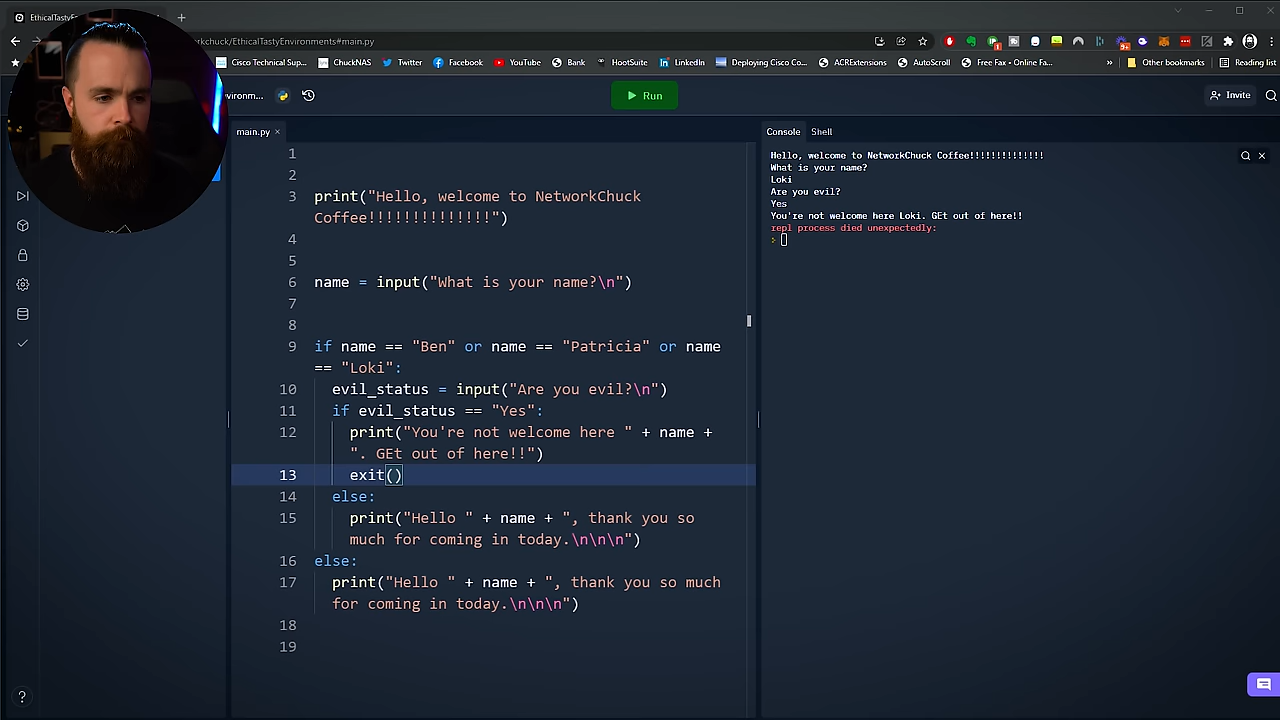 EthicalTastyEn
rkchuck/EthicalTastyEnvironments#main.py
Cisco Technical Sup...
ChuckNAS
Twitter
Facebook
YouTube
Bank
HootSuite
LinkedIn
Deploying Cisco Co...
ACRExtensions
AutoScroll
Free Fax • Online Fa...
»
Other bookmarks
Reading list
vironm...
Run
Invite
main.py
1
2
3 print("Hello, welcome to NetworkChuck
Coffee!!!!!!!!!!!!!!")
4
5
6 name = input("What is your name?\n")
7
8
9 if name == "Ben" or name == "Patricia" or name
== "Loki":
10 evil_status = input("Are you evil?\n")
11 if evil_status == "Yes":
12 print("You're not welcome here " + name +
". GEt out of here!!")
13 exit()
14 else:
15 print("Hello " + name + ", thank you so
much for coming in today.\n\n\n")
16 else:
17 print("Hello " + name + ", thank you so much
for coming in today.\n\n\n")
18
19
Console Shell
Hello, welcome to NetworkChuck Coffee!!!!!!!!!!!!!!
What is your name?
Loki
Are you evil?
Yes
You're not welcome here Loki. GEt out of here!!
repl process died unexpectedly:
>